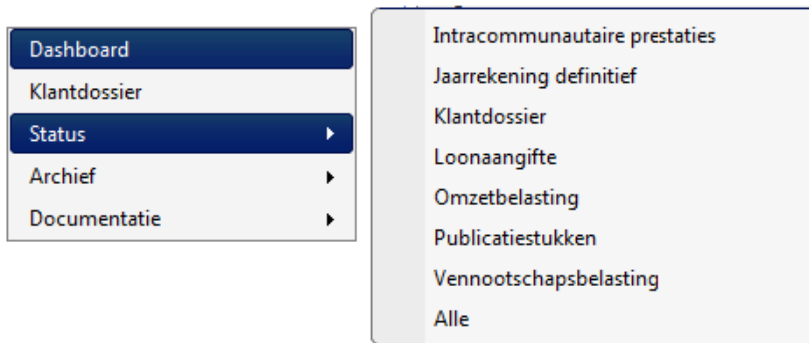 Dashboard
Klantdossier
Status
Archief
Documentatie
Intracommunautaire prestaties
Jaarrekening definitief
Klantdossier
Loonaangifte
Omzetbelasting
Publicatiestukken
Vennootschapsbelasting
Alle